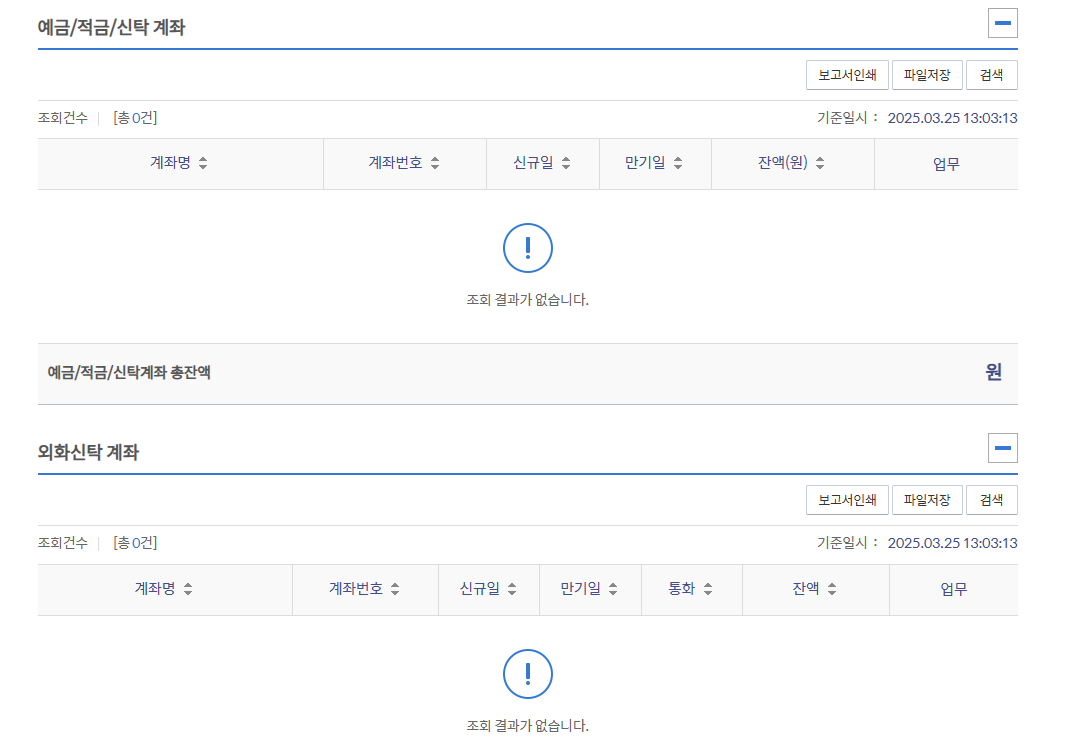 예금/적금/신탁 계좌
보고서인쇄 파일저장 검색
조회건수 [총 0건] 기준일시 : 2025.03.25 13:03:13
계좌명 계좌번호 신규일 만기일 잔액(원) 업무
조회 결과가 없습니다.
예금/적금/신탁계좌 총잔액 원
외화신탁 계좌
보고서인쇄 파일저장 검색
조회건수 [총 0건] 기준일시 : 2025.03.25 13:03:13
계좌명 계좌번호 신규일 만기일 통화 잔액 업무
조회 결과가 없습니다.